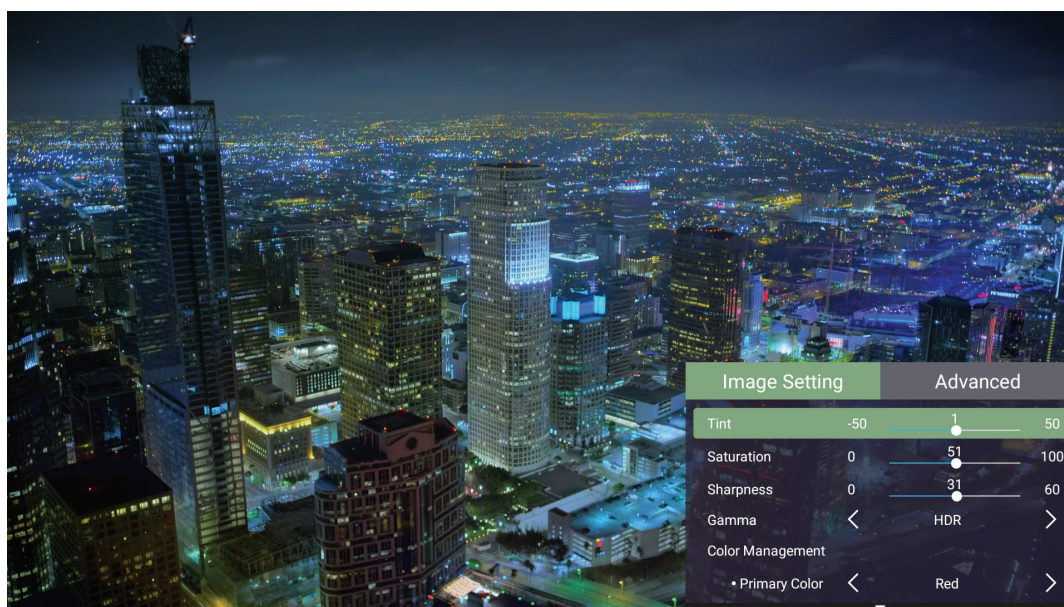 Image Setting Advanced
Tint -50 1 50
Saturation 0 51 100
Sharpness 0 31 60
Gamma < HDR >
Color Management
• Primary Color < Red >